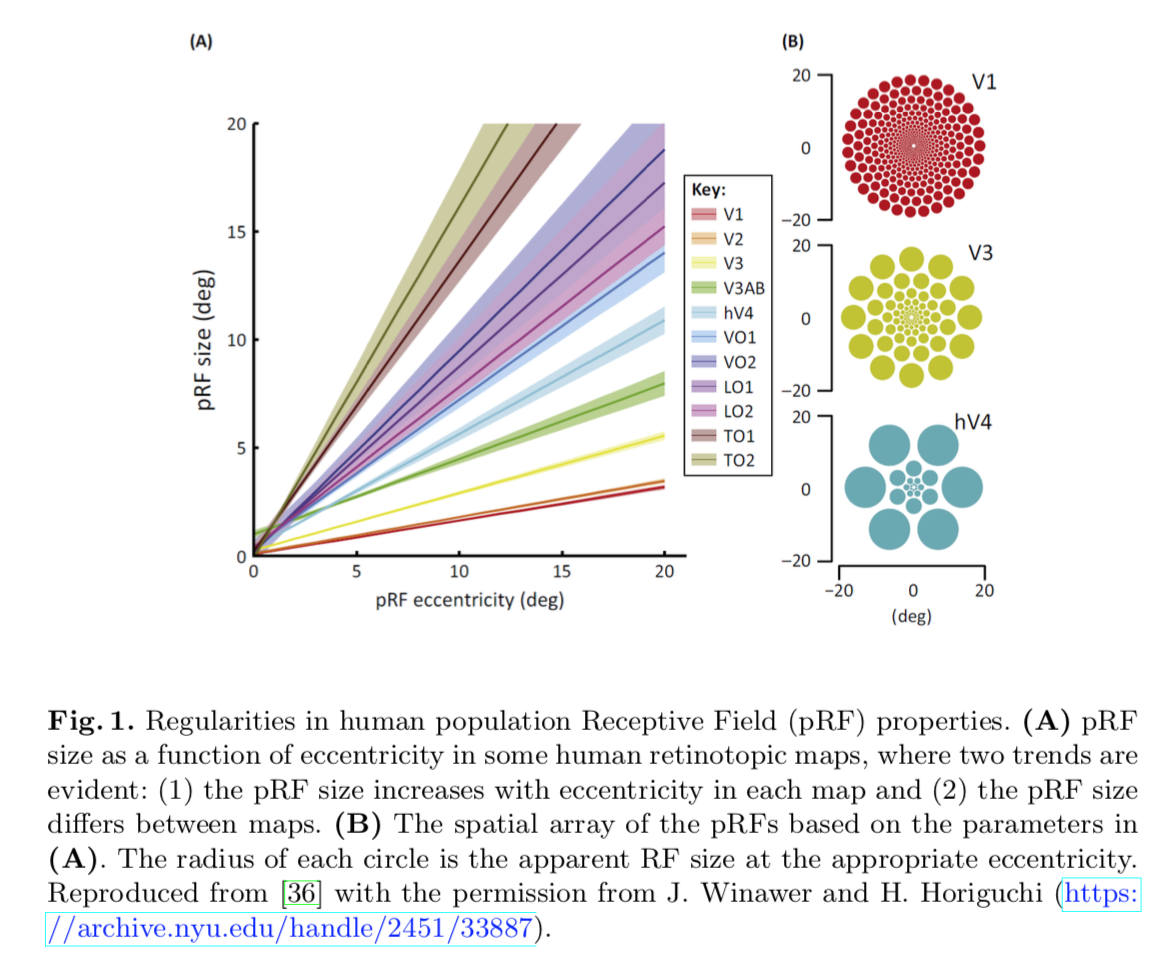 (A)
20
15
10
5
0
0 5 10 15 20
pRF size (deg)
pRF eccentricity (deg)
Key:
V1
V2
V3
V3AB
hV4
VO1
VO2
LO1
LO2
TO1
TO2
(B)
20
0
−20
V1
20
0
−20
V3
20
0
−20
hV4
−20 0 20
(deg)
Fig. 1. Regularities in human population Receptive Field (pRF) properties. (A) pRF
size as a function of eccentricity in some human retinotopic maps, where two trends are
evident: (1) the pRF size increases with eccentricity in each map and (2) the pRF size
differs between maps. (B) The spatial array of the pRFs based on the parameters in
(A). The radius of each circle is the apparent RF size at the appropriate eccentricity.
Reproduced from [36] with the permission from J. Winawer and H. Horiguchi (https:
//archive.nyu.edu/handle/2451/33887).